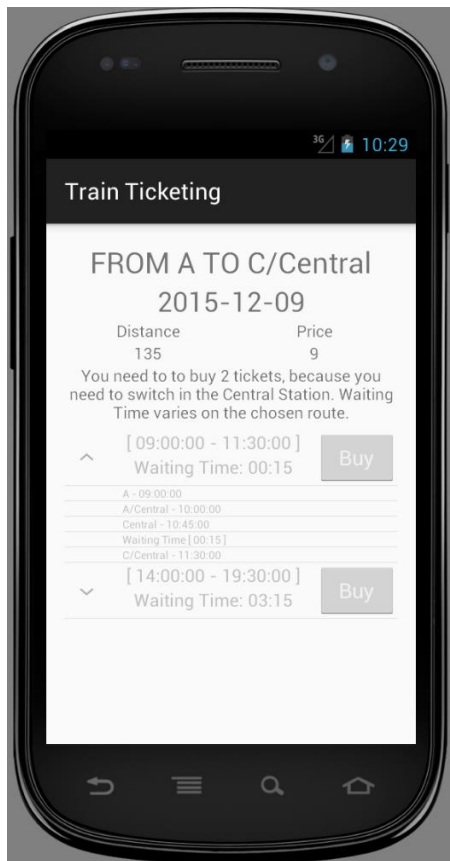 3G 10:29
Train Ticketing
FROM A TO C/Central
2015-12-09
Distance Price
135 9
You need to to buy 2 tickets, because you
need to switch in the Central Station. Waiting
Time varies on the chosen route.
[ 09:00:00 - 11:30:00 ]
Waiting Time: 00:15
Buy
A - 09:00:00
A/Central - 10:00:00
Central - 10:45:00
Waiting Time [ 00:15 ]
C/Central - 11:30:00
[ 14:00:00 - 19:30:00 ]
Waiting Time: 03:15
Buy